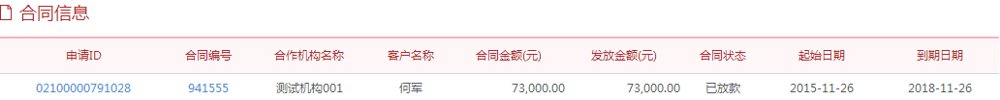 合同信息
申请ID 合同编号 合作机构名称 客户名称 合同金额(元) 发放金额(元) 合同状态 起始日期 到期日期
02100000791028 941555 测试机构001 何军 73,000.00 73,000.00 已放款 2015-11-26 2018-11-26